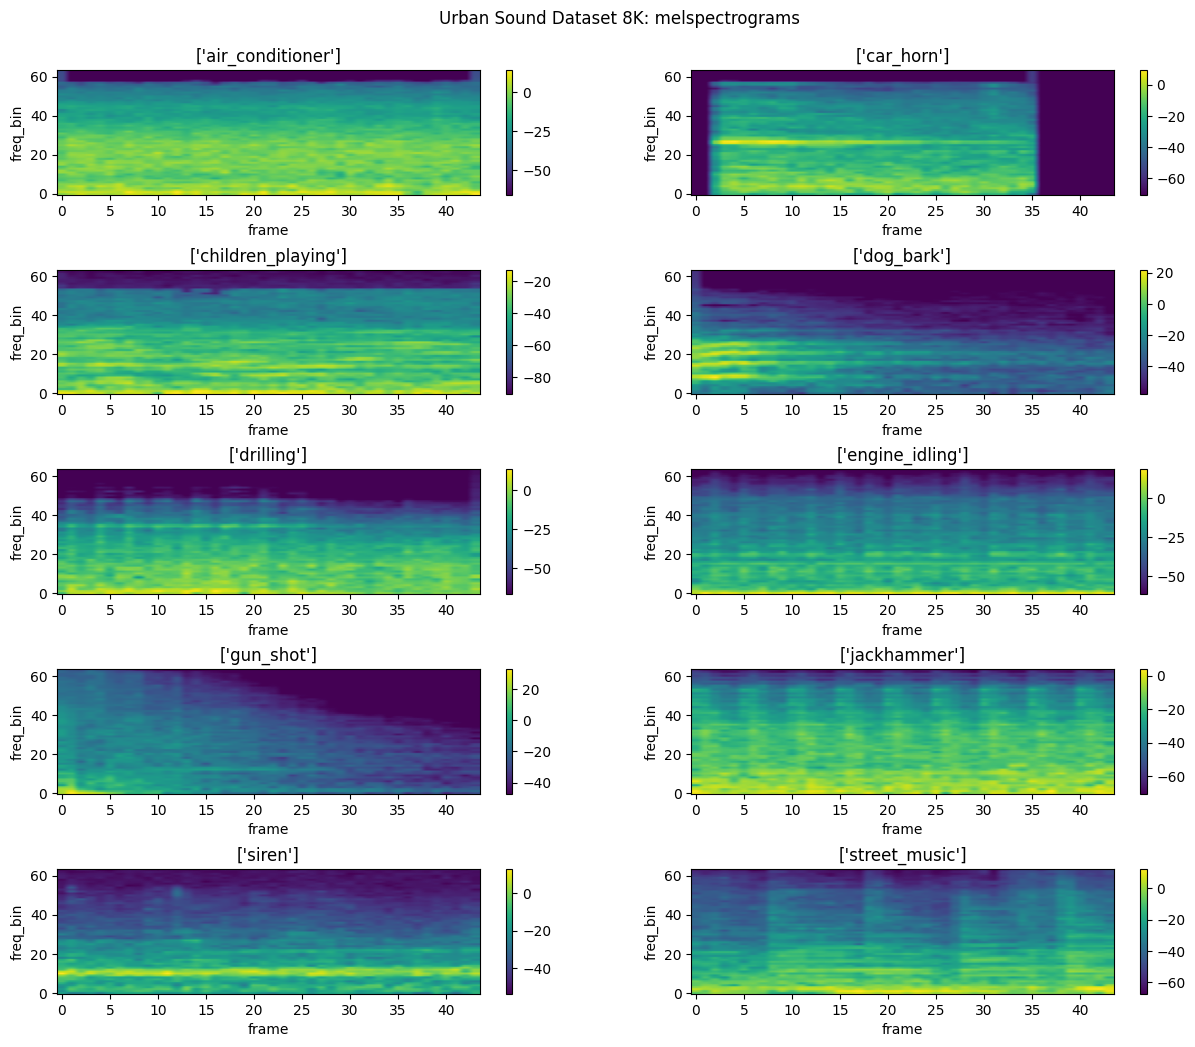 Urban Sound Dataset 8K: melspectrograms
['air_conditioner']
freq_bin
60
40
20
0
0 5 10 15 20 25 30 35 40
frame
0
−25
−50
['car_horn']
freq_bin
60
40
20
0
0 5 10 15 20 25 30 35 40
frame
0
−20
−40
−60
['children_playing']
freq_bin
60
40
20
0
0 5 10 15 20 25 30 35 40
frame
−20
−40
−60
−80
['dog_bark']
freq_bin
60
40
20
0
0 5 10 15 20 25 30 35 40
frame
20
0
−20
−40
['drilling']
freq_bin
60
40
20
0
0 5 10 15 20 25 30 35 40
frame
0
−25
−50
['engine_idling']
freq_bin
60
40
20
0
0 5 10 15 20 25 30 35 40
frame
0
−25
−50
['gun_shot']
freq_bin
60
40
20
0
0 5 10 15 20 25 30 35 40
frame
20
0
−20
−40
['jackhammer']
freq_bin
60
40
20
0
0 5 10 15 20 25 30 35 40
frame
0
−20
−40
−60
['siren']
freq_bin
60
40
20
0
0 5 10 15 20 25 30 35 40
frame
0
−20
−40
['street_music']
freq_bin
60
40
20
0
0 5 10 15 20 25 30 35 40
frame
0
−20
−40
−60